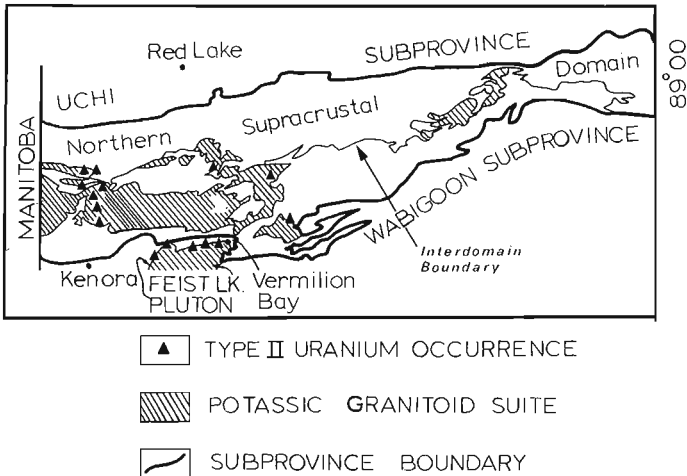 Red Lake
SUBPROVINCE
Domain
89°00
UCHI
Supracrustal
Northern
MANITOBA
WABIGOON SUBPROVINCE
Interdomain
Boundary
Kenora
FEIST LK.
PLUTON
Vermilion
Bay
TYPE II URANIUM OCCURRENCE
POTASSIC GRANITOID SUITE
SUBPROVINCE BOUNDARY